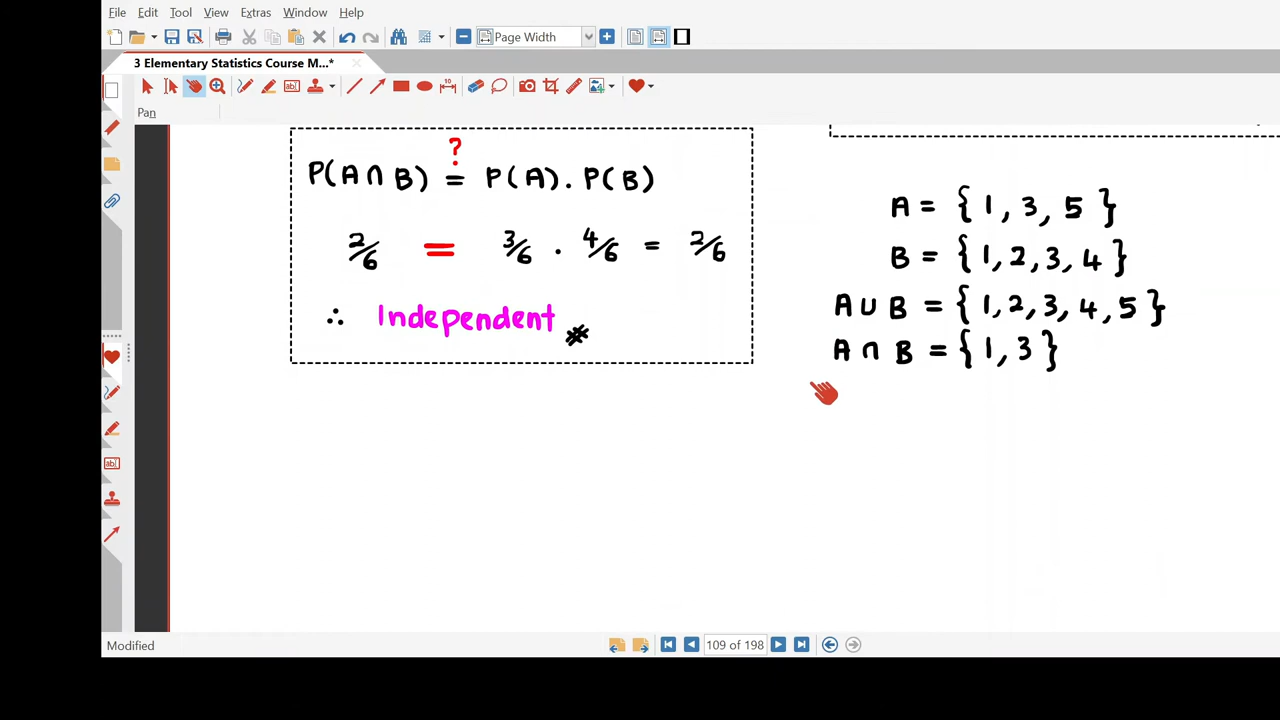 File Edit Tool View Extras Window Help
Page Width
3 Elementary Statistics Course M...*
Pan
?
P(A∩B) = P(A).P(B)
2/6 = 3/6 . 4/6 = 2/6
∴ Independent #
A = {1, 3, 5}
B = {1,2,3,4}
A∪B = {1,2,3,4,5}
A∩B = {1,3}
Modified
109 of 198